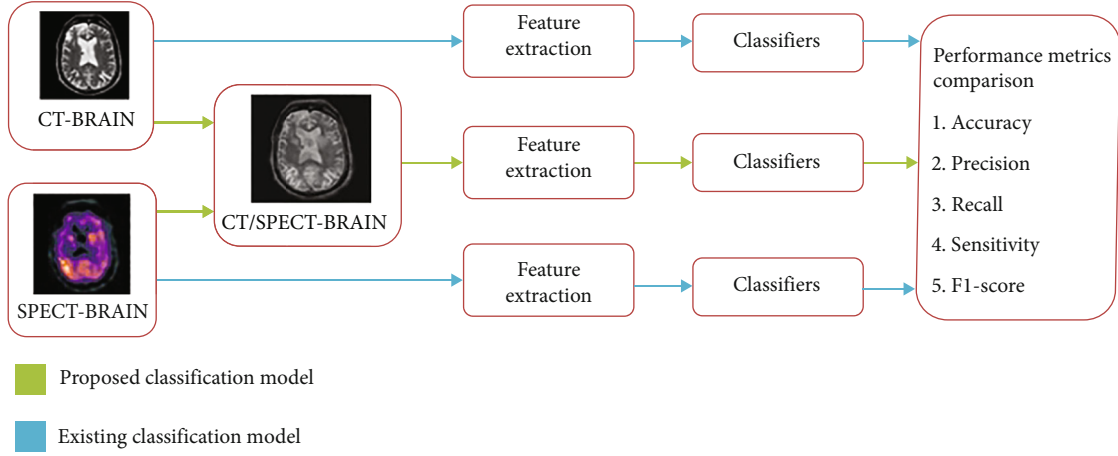 CT-BRAIN
SPECT-BRAIN
CT/SPECT-BRAIN
Feature
extraction
Classifiers
Feature
extraction
Classifiers
Feature
extraction
Classifiers
Performance metrics
comparison
1. Accuracy
2. Precision
3. Recall
4. Sensitivity
5. F1-score
Proposed classification model
Existing classification model